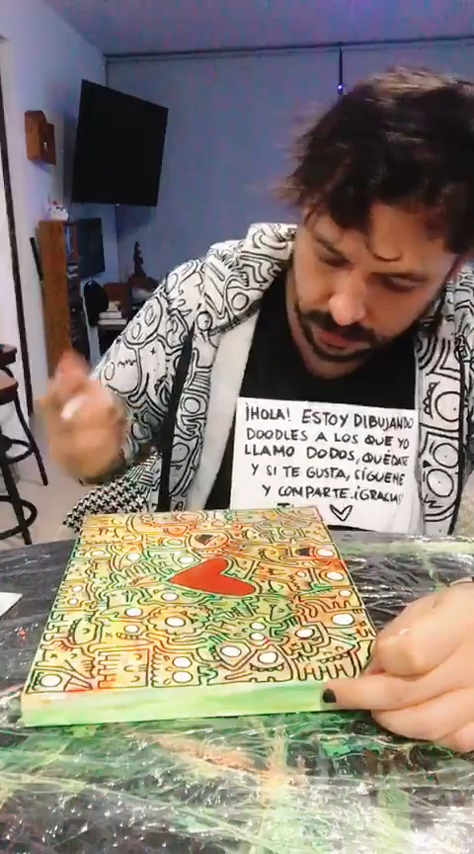 ¡HOLA! ESTOY DIBUJANDO
DOODLES A LOS QUE YO
LLAMO DODOS, QUÉDATE
Y SI TE GUSTA, SÍGUEME
Y COMPARTE. ¡GRACIAS!